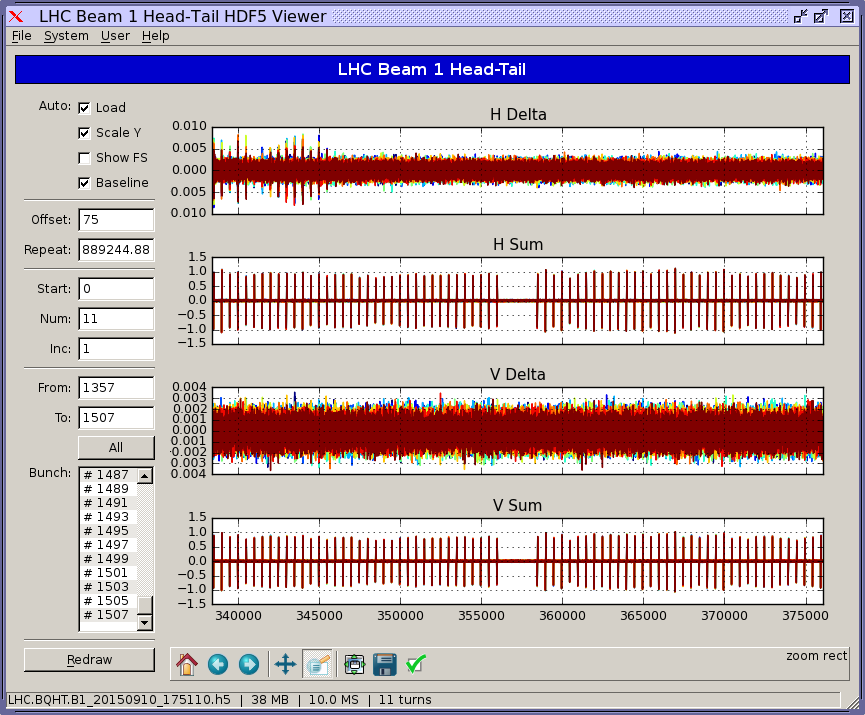 LHC Beam 1 Head-Tail HDF5 Viewer
File System User Help
LHC Beam 1 Head-Tail
Auto:
Load
Scale Y
Show FS
Baseline
Offset: 75
Repeat: 889244.88
Start: 0
Num: 11
Inc: 1
From: 1357
To: 1507
All
Bunch:
# 1487
# 1489
# 1491
# 1493
# 1495
# 1497
# 1499
# 1501
# 1503
# 1505
# 1507
Redraw
H Delta
0.010
0.005
0.000
0.005
0.010
H Sum
1.5
1.0
0.5
0.0
−0.5
−1.0
−1.5
V Delta
0.004
0.003
0.002
0.001
0.000
0.001
0.002
0.003
0.004
V Sum
1.5
1.0
0.5
0.0
−0.5
−1.0
−1.5
340000 345000 350000 355000 360000 365000 370000 375000
zoom rect
LHC.BQHT.B1_20150910_175110.h5 | 38 MB | 10.0 MS | 11 turns